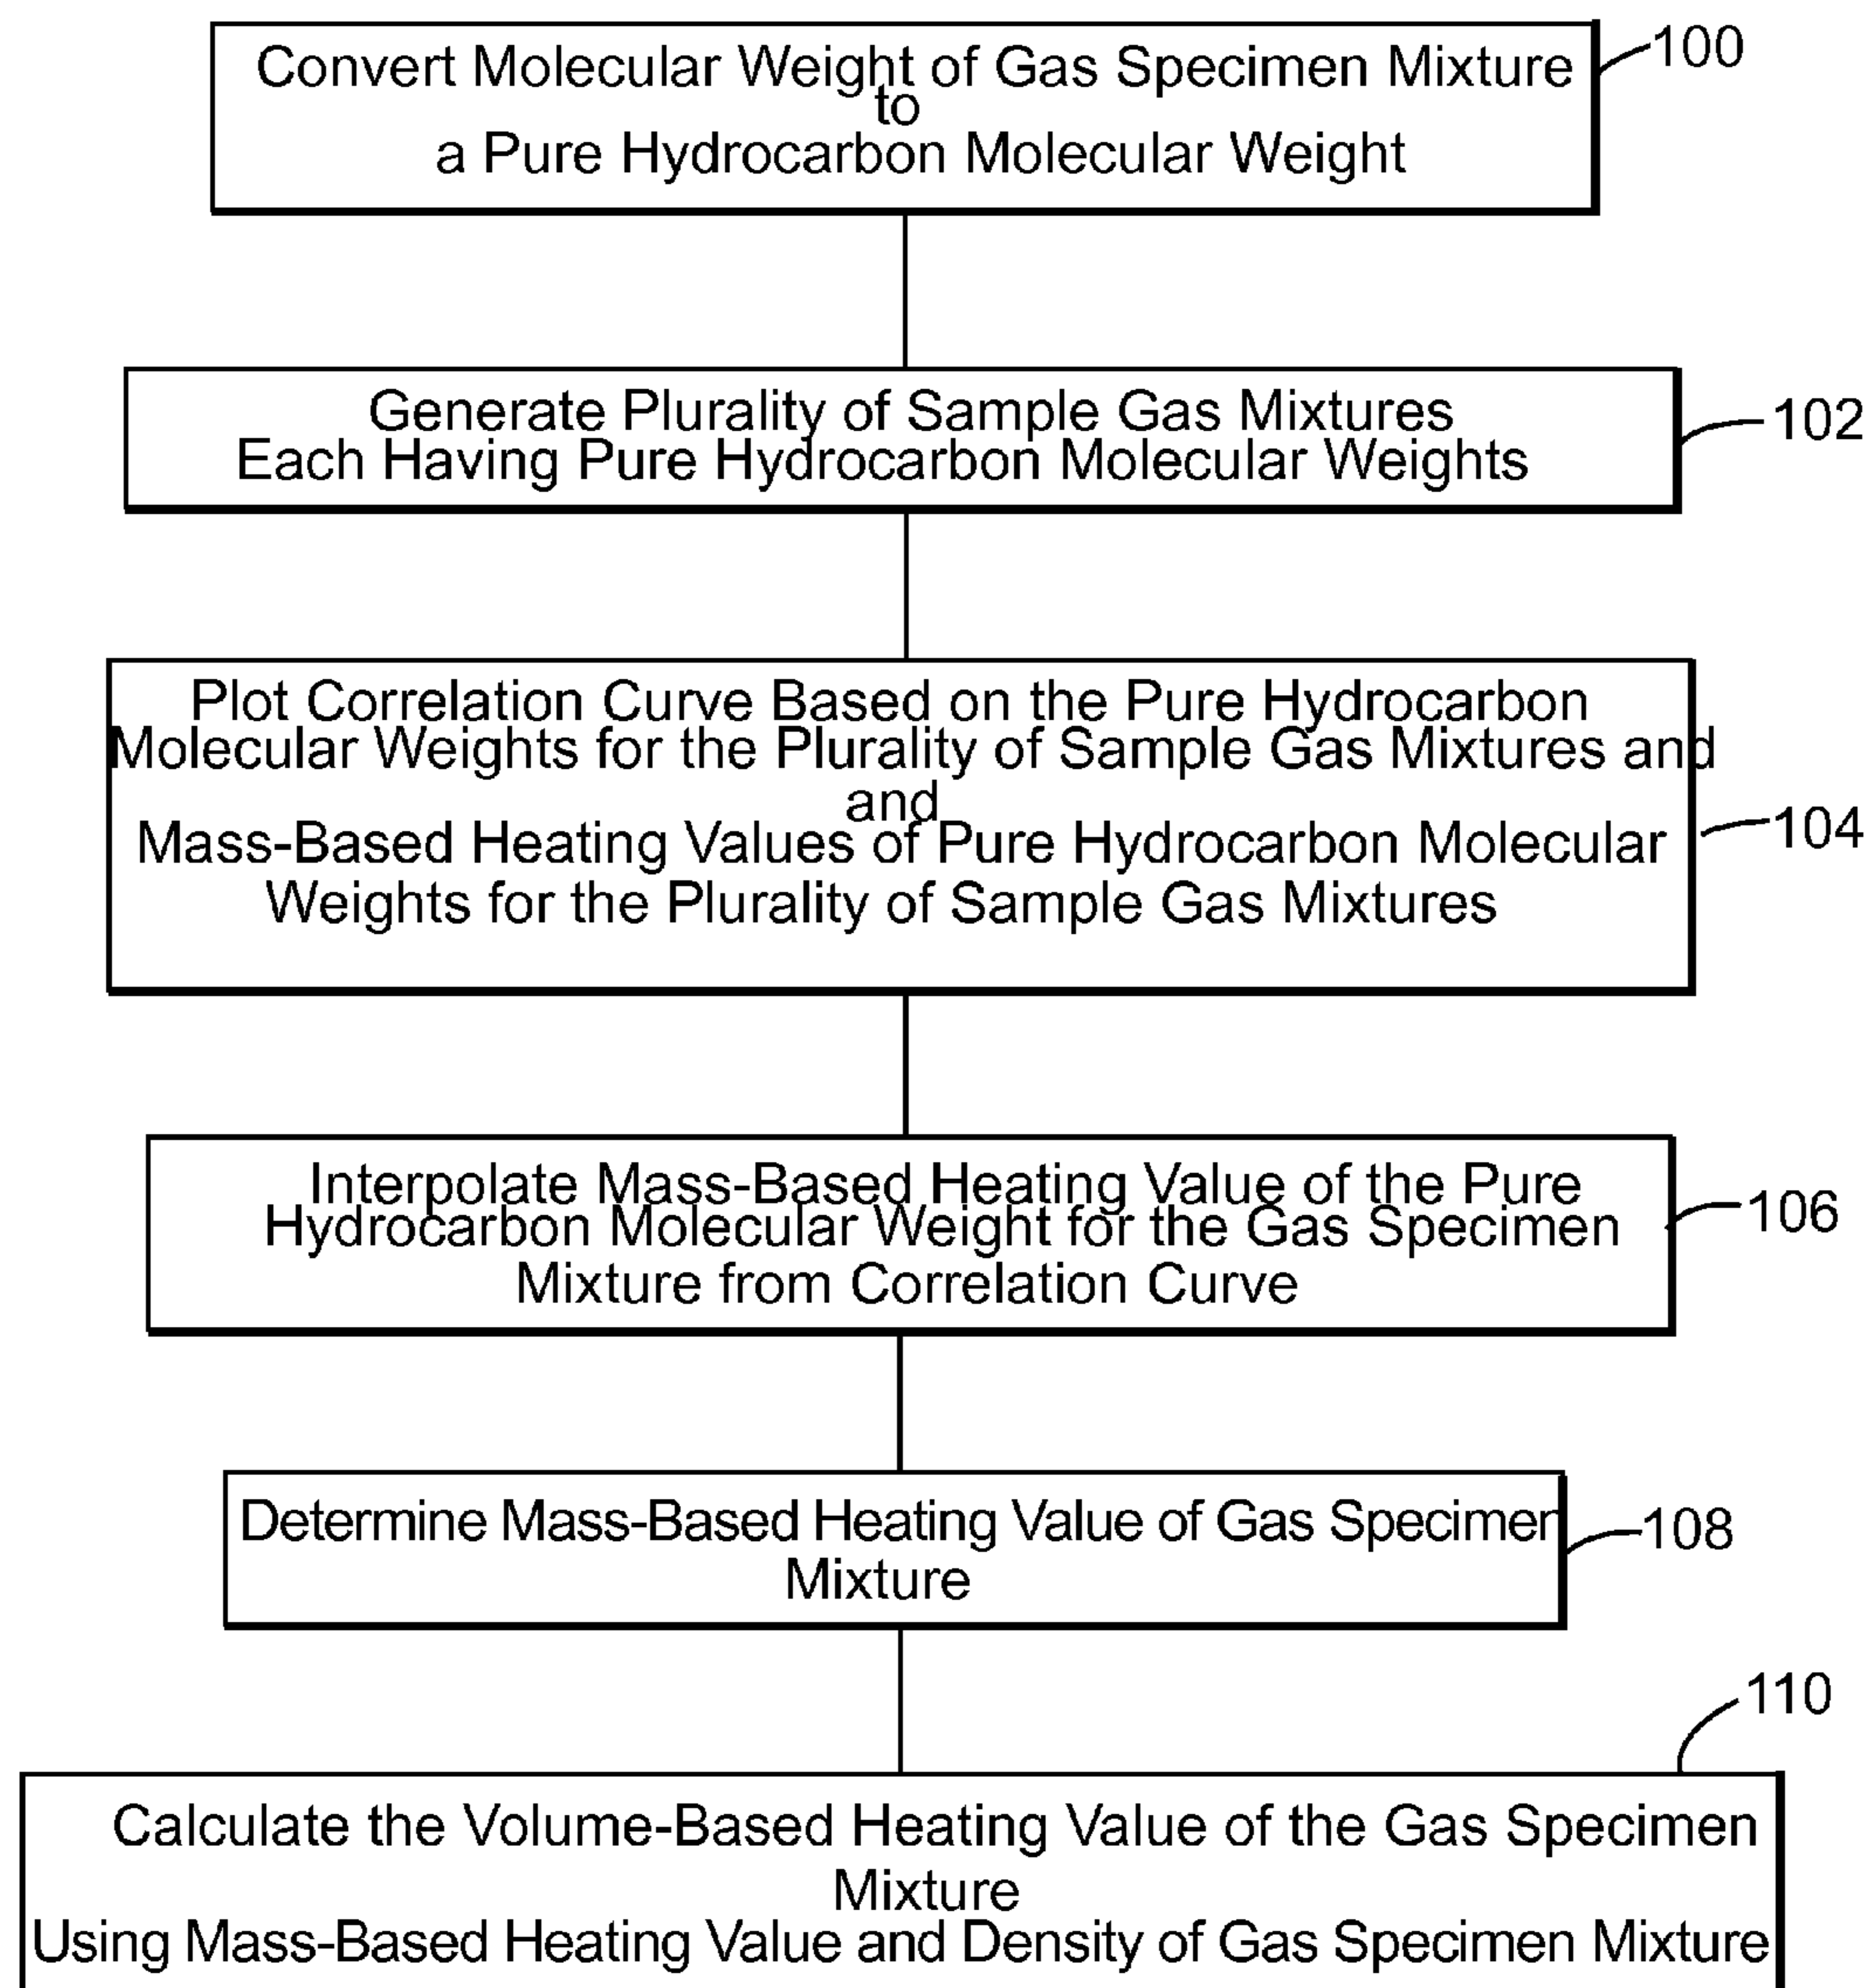 Convert Molecular Weight of Gas Specimen Mixture
to
a Pure Hydrocarbon Molecular Weight
100
Generate Plurality of Sample Gas Mixtures
Each Having Pure Hydrocarbon Molecular Weights
102
Plot Correlation Curve Based on the Pure Hydrocarbon
Molecular Weights for the Plurality of Sample Gas Mixtures and
and
Mass-Based Heating Values of Pure Hydrocarbon Molecular
Weights for the Plurality of Sample Gas Mixtures
104
Interpolate Mass-Based Heating Value of the Pure
Hydrocarbon Molecular Weight for the Gas Specimen
Mixture from Correlation Curve
106
Determine Mass-Based Heating Value of Gas Specimen
Mixture
108
110
Calculate the Volume-Based Heating Value of the Gas Specimen
Mixture
Using Mass-Based Heating Value and Density of Gas Specimen Mixture